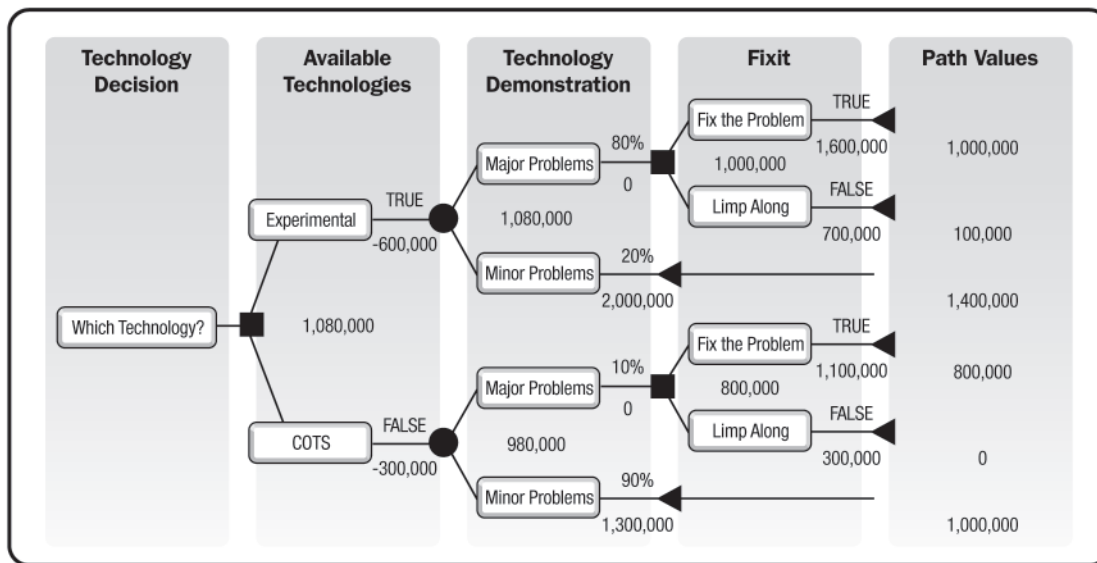 Technology
Decision
Available
Technologies
Technology
Demonstration
Fixit
Path Values
Which Technology?
1,080,000
Experimental
TRUE
-600,000
1,080,000
Major Problems
80%
0
Fix the Problem
TRUE
1,600,000
1,000,000
1,000,000
Limp Along
FALSE
700,000
100,000
Minor Problems
20%
2,000,000
1,400,000
COTS
FALSE
-300,000
980,000
Major Problems
10%
0
Fix the Problem
TRUE
1,100,000
800,000
800,000
Limp Along
FALSE
300,000
0
Minor Problems
90%
1,300,000
1,000,000